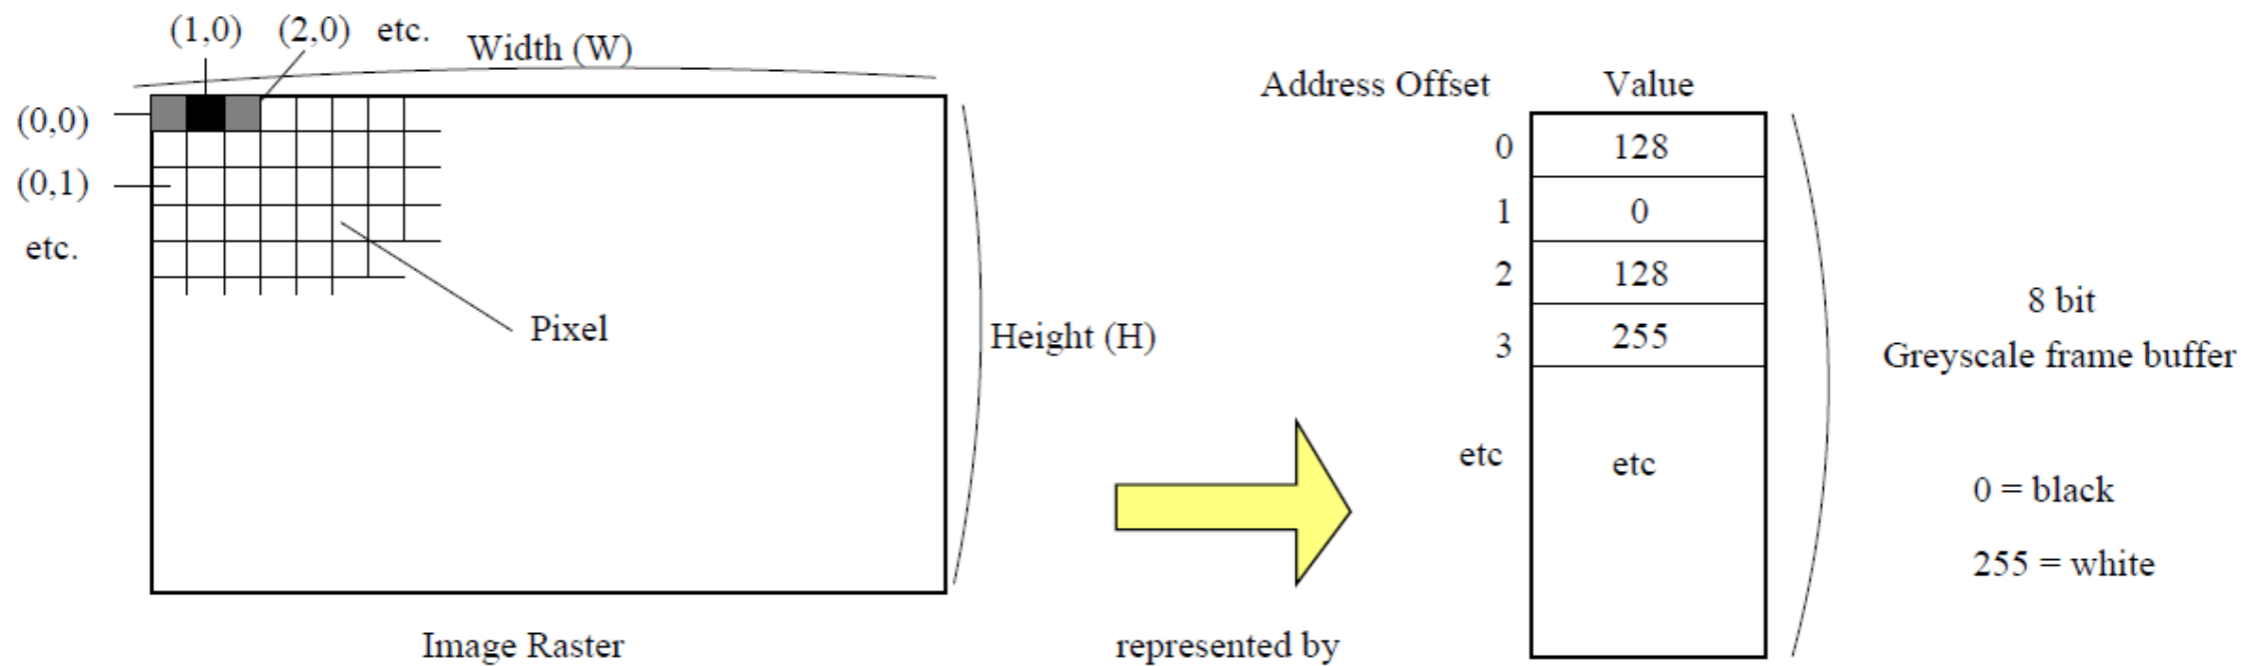 (1,0) (2,0) etc.
Width (W)
(0,0)
(0,1)
etc.
Pixel
Height (H)
Image Raster
represented by
Address Offset Value
0 128
1 0
2 128
3 255
etc etc
8 bit
Greyscale frame buffer
0 = black
255 = white